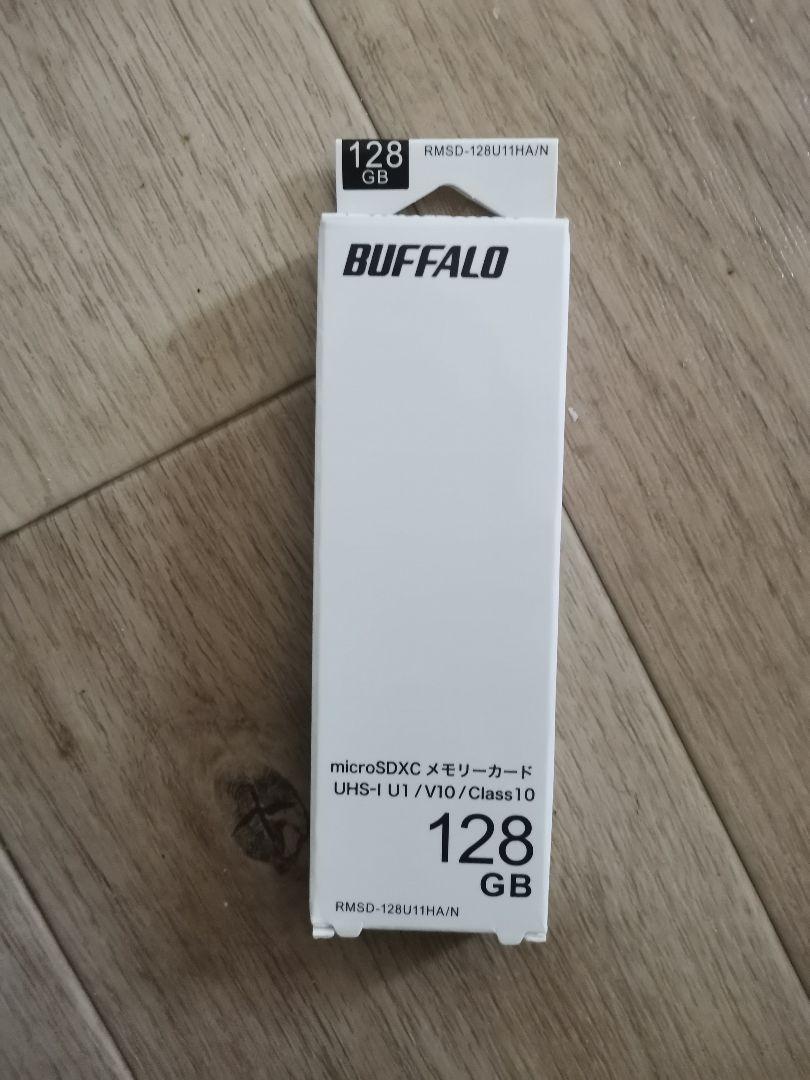 128
GB
RMSD-128U11HA/N
BUFFALO
microSDXC メモリーカード
UHS-I U1/V10/Class10
128
GB
RMSD-128U11HA/N